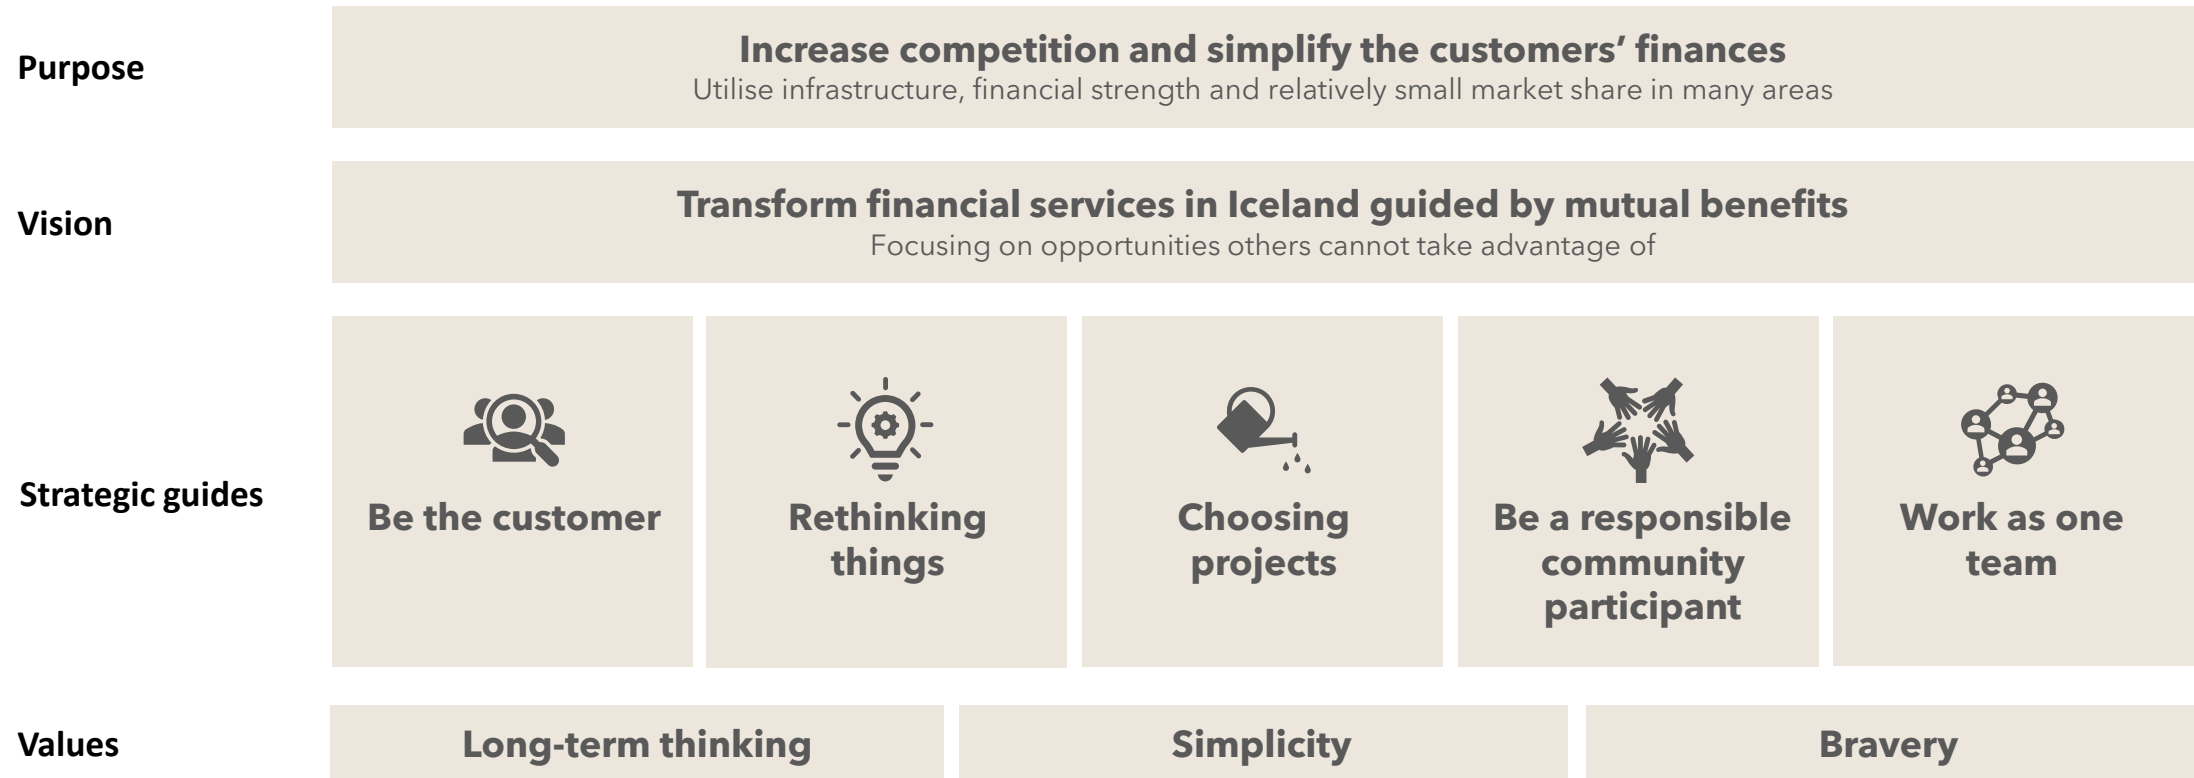 Purpose
Increase competition and simplify the customers’ finances
Utilise infrastructure, financial strength and relatively small market share in many areas
Vision
Transform financial services in Iceland guided by mutual benefits
Focusing on opportunities others cannot take advantage of
Strategic guides
Be the customer
Rethinking
things
Choosing
projects
Be a responsible
community
participant
Work as one
team
Values
Long-term thinking
Simplicity
Bravery